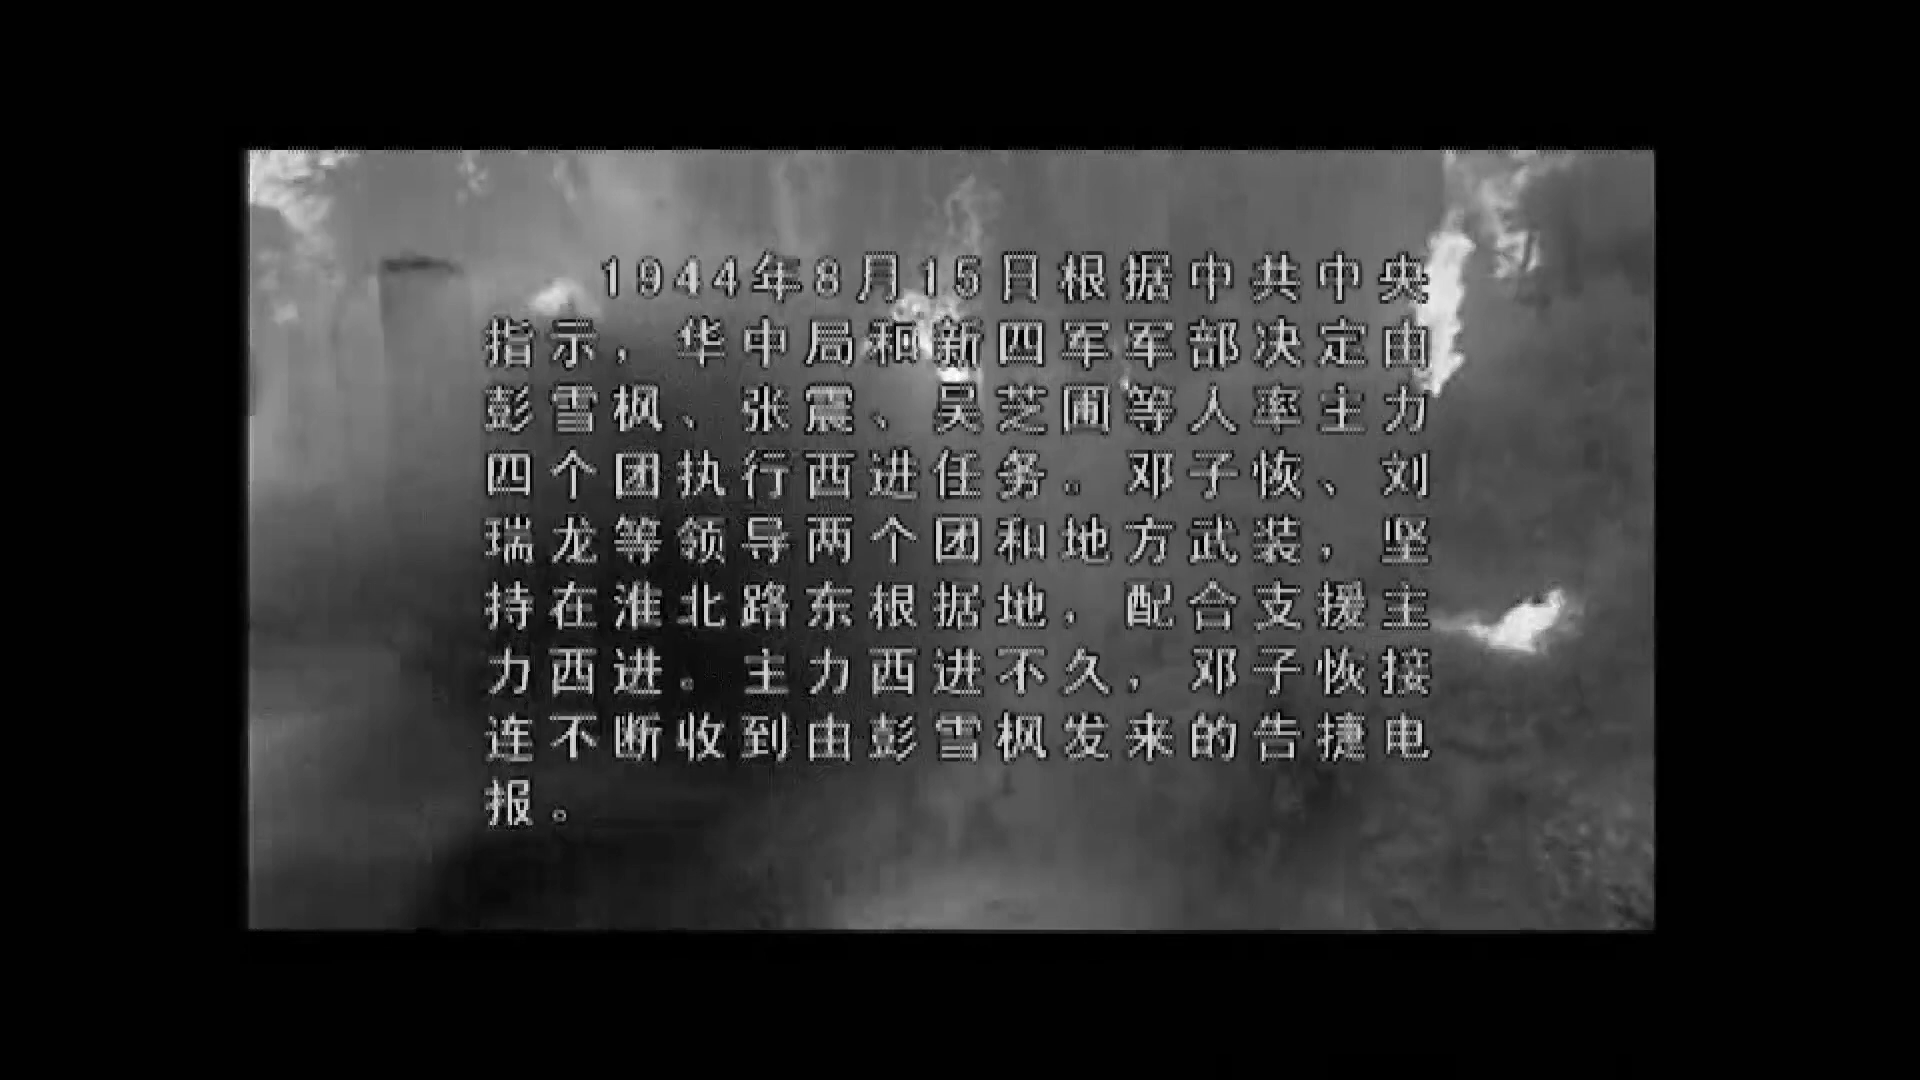 1944年8月15日根据中共中央
指示，华中局和新四军军部决定由
彭雪枫、张震、吴芝圃等人率主力
四个团执行西进任务。邓子恢、刘
瑞龙等领导两个团和地方武装，坚
持在淮北路东根据地，配合支援主
力西进。主力西进不久，邓子恢接
连不断收到由彭雪枫发来的告捷电
报。